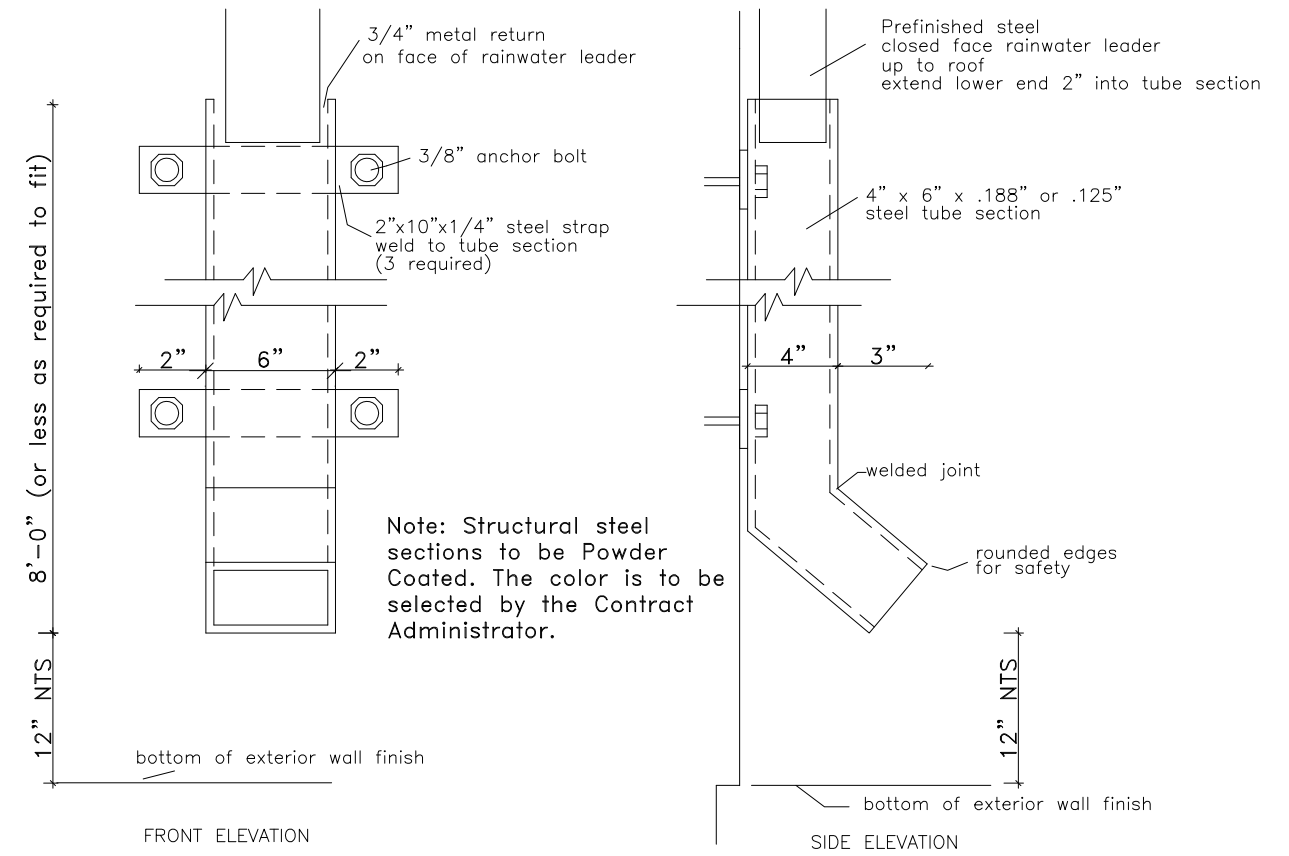 3/4” metal return
on face of rainwater leader
3/8” anchor bolt
2”x10”x1/4” steel strap
weld to tube section
(3 required)
8’–0” (or less as required to fit)
2”
6”
2”
12” NTS
bottom of exterior wall finish
FRONT ELEVATION
Note: Structural steel
sections to be Powder
Coated. The color is to be
selected by the Contract
Administrator.
Prefinished steel
closed face rainwater leader
up to roof
extend lower end 2” into tube section
4” x 6” x .188” or .125”
steel tube section
4”
3”
welded joint
rounded edges
for safety
12” NTS
bottom of exterior wall finish
SIDE ELEVATION